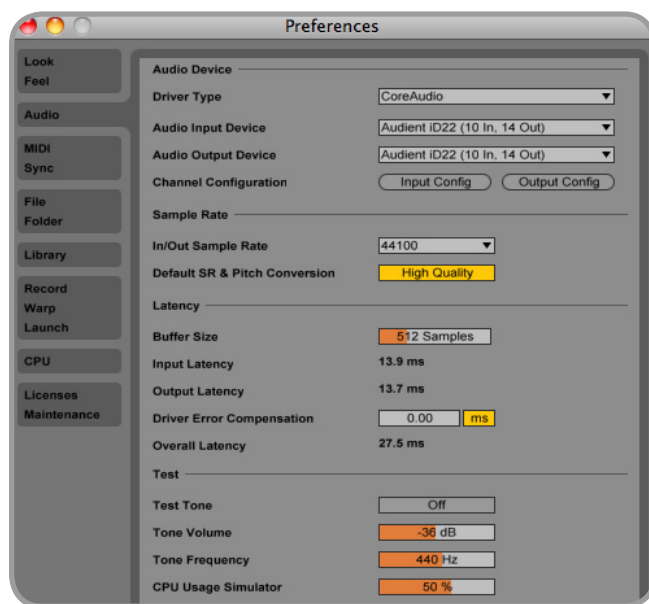 Preferences
Look
Feel
Audio
MIDI
Sync
File
Folder
Library
Record
Warp
Launch
CPU
Licenses
Maintenance
Audio Device
Driver Type CoreAudio
Audio Input Device Audient iD22 (10 In, 14 Out)
Audio Output Device Audient iD22 (10 In, 14 Out)
Channel Configuration Input Config Output Config
Sample Rate
In/Out Sample Rate 44100
Default SR & Pitch Conversion High Quality
Latency
Buffer Size 512 Samples
Input Latency 13.9 ms
Output Latency 13.7 ms
Driver Error Compensation 0.00 ms
Overall Latency 27.5 ms
Test
Test Tone Off
Tone Volume -36 dB
Tone Frequency 440 Hz
CPU Usage Simulator 50 %